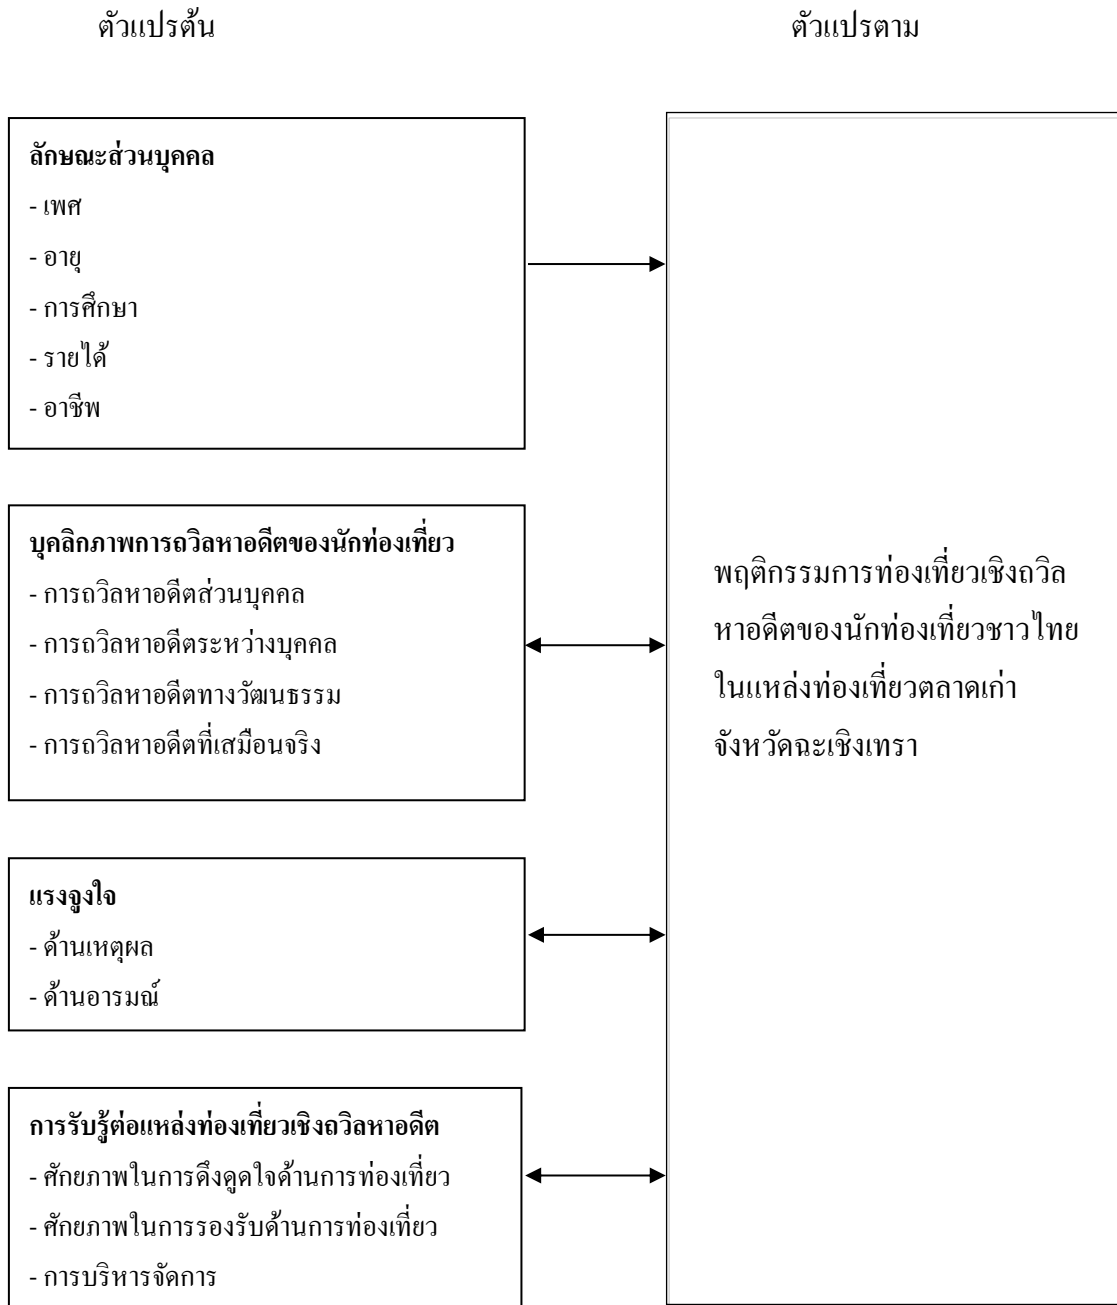 ตัวแปรต้น
ตัวแปรตาม
ลักษณะส่วนบุคคล
- เพศ
- อายุ
- การศึกษา
- รายได้
- อาชีพ
บุคลิกภาพการถวิลหาอดีตของนักท่องเที่ยว
- การถวิลหาอดีตส่วนบุคคล
- การถวิลหาอดีตระหว่างบุคคล
- การถวิลหาอดีตทางวัฒนธรรม
- การถวิลหาอดีตที่เสมือนจริง
แรงจูงใจ
- ด้านเหตุผล
- ด้านอารมณ์
การรับรู้ต่อแหล่งท่องเที่ยวเชิงถวิลหาอดีต
- ศักยภาพในการดึงดูดใจด้านการท่องเที่ยว
- ศักยภาพในการรองรับด้านการท่องเที่ยว
- การบริหารจัดการ
พฤติกรรมการท่องเที่ยวเชิงถวิล
หาอดีตของนักท่องเที่ยวชาวไทย
ในแหล่งท่องเที่ยวตลาดเก่า
จังหวัดฉะเชิงเทรา